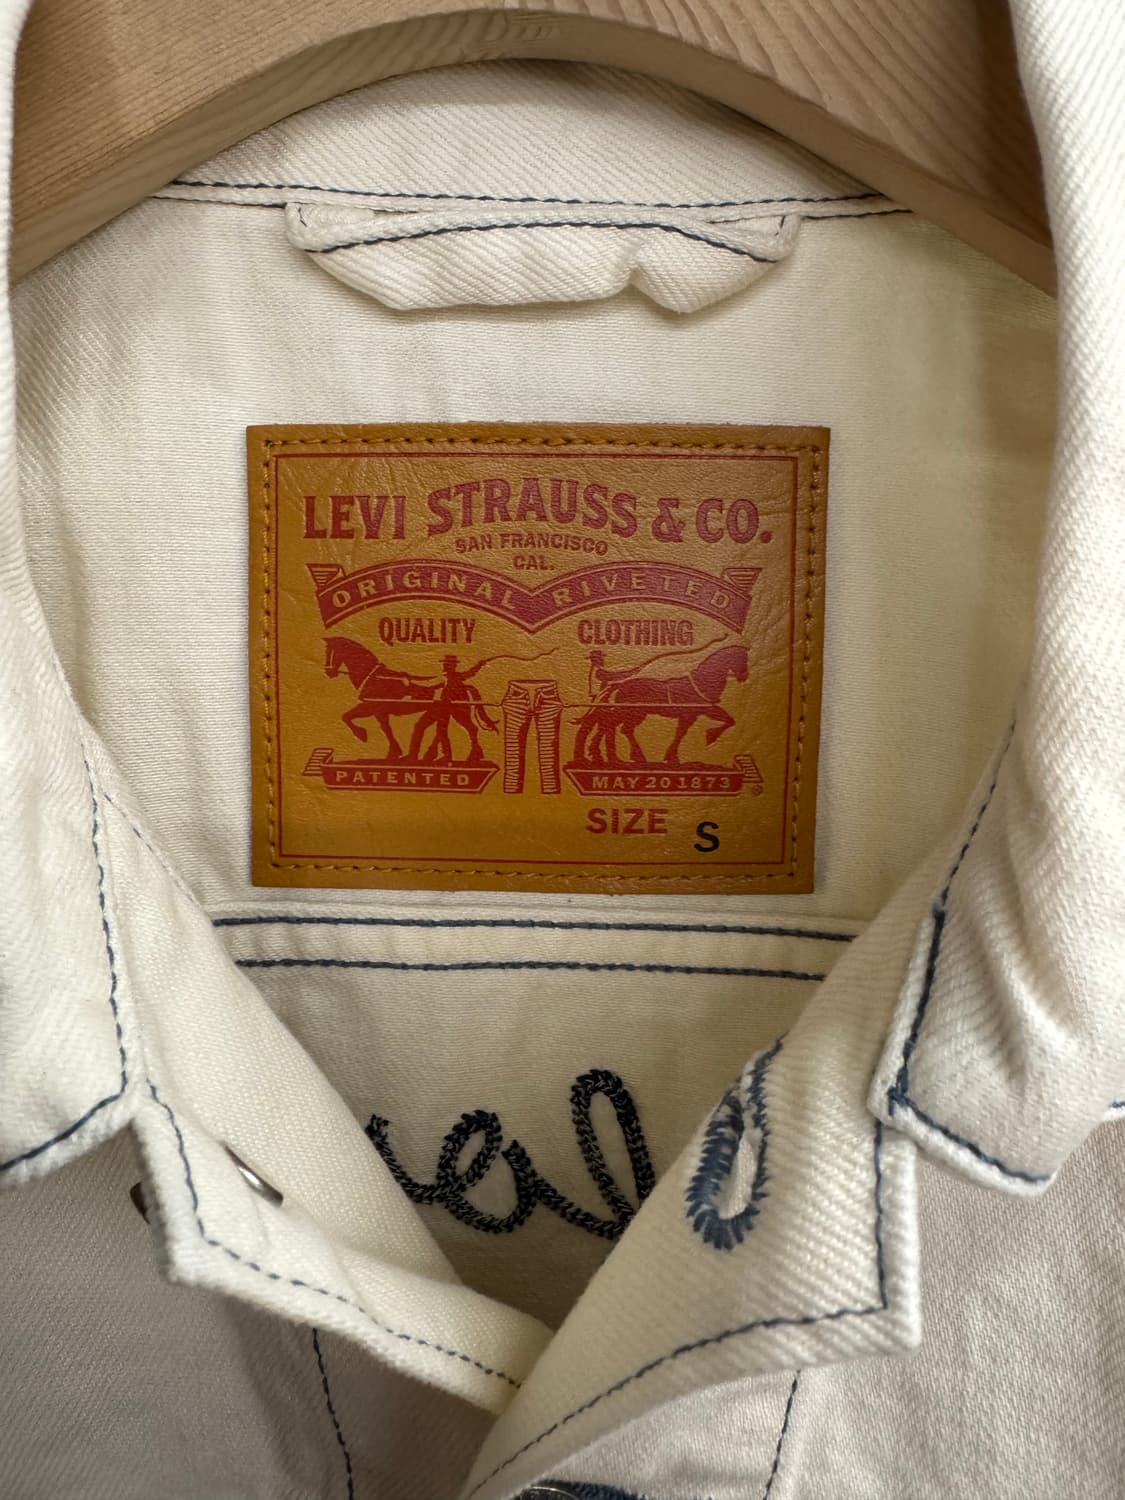 LEVI STRAUSS & CO.
SAN FRANCISCO
CAL.
ORIGINAL RIVETED
QUALITY CLOTHING
PATENTED MAY 20 1873 ®
SIZE S